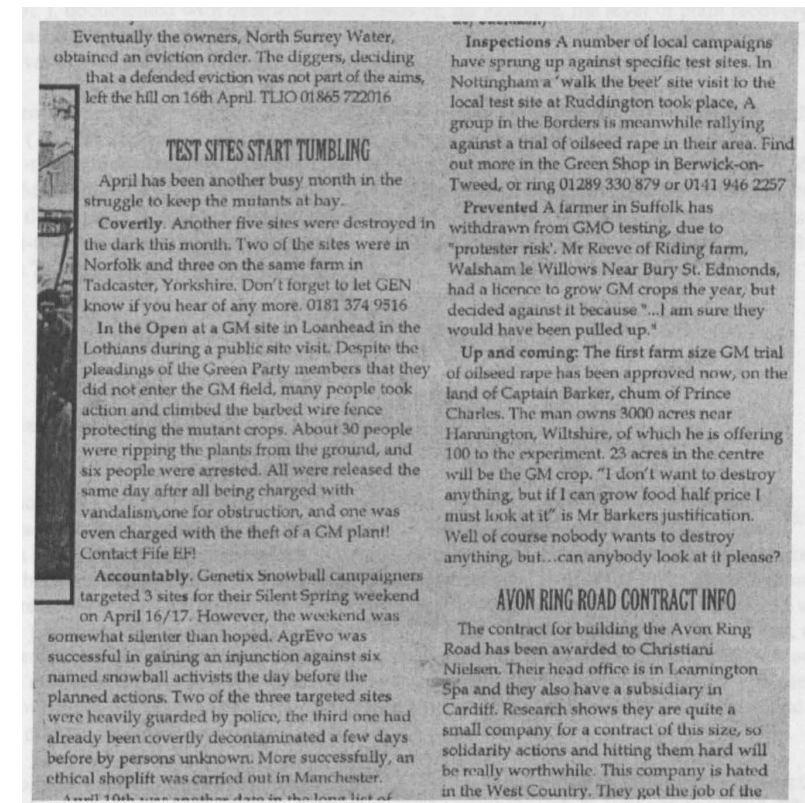 Eventually the owners, North Surrey Water,
obtained an eviction order. The diggers, deciding
that a defended eviction was not part of the aims,
left the hill on 16th April. TLIO 01865 722016
TEST SITES START TUMBLING
April has been another busy month in the
struggle to keep the mutants at bay.
Covertly. Another five sites were destroyed in
the dark this month. Two of the sites were in
Norfolk and three on the same farm in
Tadcaster, Yorkshire. Don't forget to let GEN
know if you hear of any more. 0181 374 9516
In the Open at a GM site in Loanhead in the
Lothians during a public site visit. Despite the
pleadings of the Green Party members that they
did not enter the GM field, many people took
action and climbed the barbed wire fence
protecting the mutant crops. About 30 people
were ripping the plants from the ground, and
six people were arrested. All were released the
same day after all being charged with
vandalism,one for obstruction, and one was
even charged with the theft of a GM plant!
Contact Fife EF!
Accountably. Genetix Snowball campaigners
targeted 3 sites for their Silent Spring weekend
on April 16/17. However, the weekend was
somewhat silenter than hoped. AgrEvo was
successful in gaining an injunction against six
named snowball activists the day before the
planned actions. Two of the three targeted sites
were heavily guarded by police, the third one had
already been covertly decontaminated a few days
before by persons unknown. More successfully, an
ethical shoplift was carried out in Manchester.
April 10th was another date in the long list of
Inspections A number of local campaigns
have sprung up against specific test sites. In
Nottingham a 'walk the beet' site visit to the
local test site at Ruddington took place, A
group in the Borders is meanwhile rallying
against a trial of oilseed rape in their area. Find
out more in the Green Shop in Berwick-on-
Tweed, or ring 01289 330 879 or 0141 946 2257
Prevented A farmer in Suffolk has
withdrawn from GMO testing, due to
"protester risk'. Mr Reeve of Riding farm,
Walsham le Willows Near Bury St. Edmonds,
had a licence to grow GM crops the year, but
decided against it because "...I am sure they
would have been pulled up."
Up and coming: The first farm size GM trial
of oilseed rape has been approved now, on the
land of Captain Barker, chum of Prince
Charles. The man owns 3000 acres near
Hannington, Wiltshire, of which he is offering
100 to the experiment. 23 acres in the centre
will be the GM crop. "I don't want to destroy
anything, but if I can grow food half price I
must look at it" is Mr Barkers justification.
Well of course nobody wants to destroy
anything, but...can anybody look at it please?
AVON RING ROAD CONTRACT INFO
The contract for building the Avon Ring
Road has been awarded to Christiani
Nielsen. Their head office is in Leamington
Spa and they also have a subsidiary in
Cardiff. Research shows they are quite a
small company for a contract of this size, so
solidarity actions and hitting them hard will
be really worthwhile. This company is hated
in the West Country. They got the job of the